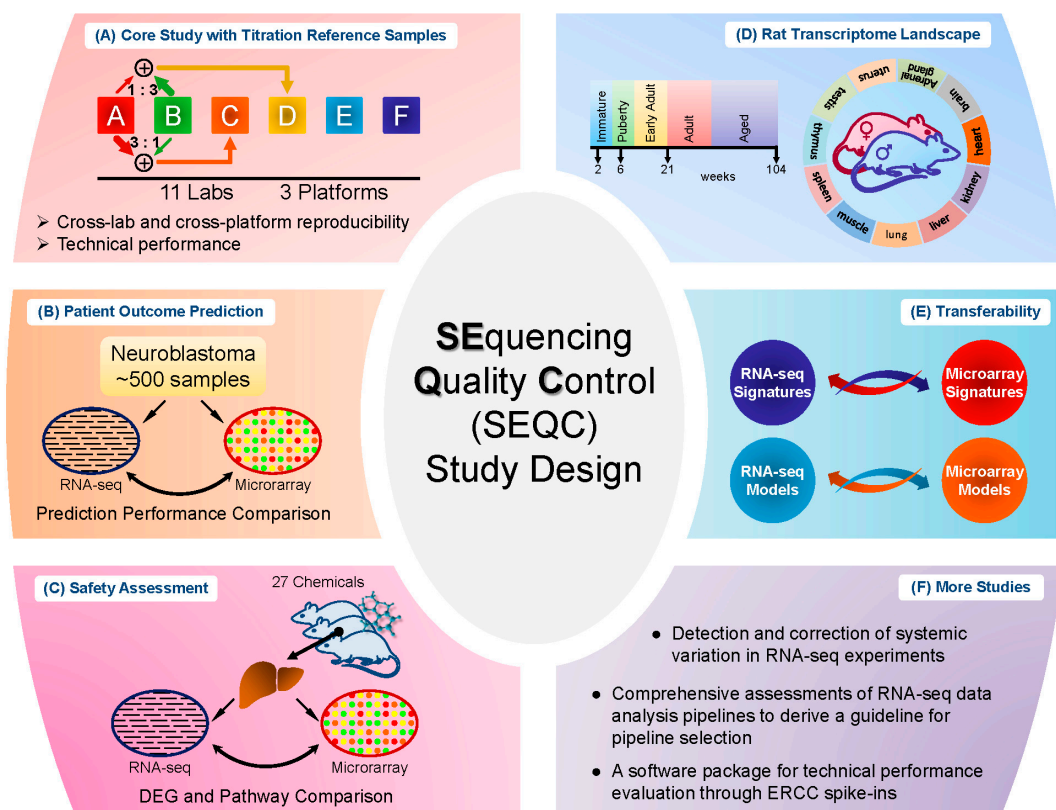 (A) Core Study with Titration Reference Samples
1 : 3
A B C D E F
3 : 1
11 Labs 3 Platforms
➢ Cross-lab and cross-platform reproducibility
➢ Technical performance
(D) Rat Transcriptome Landscape
Immature
Puberty
Early Adult
Adult
Aged
2 6 21 104
weeks
uterus
Adrenal
gland
brain
heart
kidney
liver
lung
muscle
spleen
thymus
testis
♀
♂
(B) Patient Outcome Prediction
Neuroblastoma
~500 samples
RNA-seq
Microrarray
Prediction Performance Comparison
SEquencing
Quality Control
(SEQC)
Study Design
(E) Transferability
RNA-seq
Signatures
Microarray
Signatures
RNA-seq
Models
Microarray
Models
(C) Safety Assessment
27 Chemicals
RNA-seq
Microrarray
DEG and Pathway Comparison
(F) More Studies
● Detection and correction of systemic
variation in RNA-seq experiments
● Comprehensive assessments of RNA-seq data
analysis pipelines to derive a guideline for
pipeline selection
● A software package for technical performance
evaluation through ERCC spike-ins